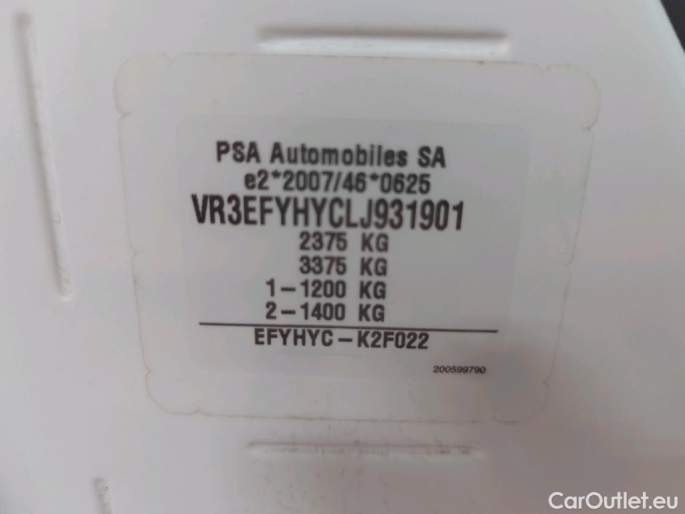 PSA Automobiles SA
e2*2007/46*0625
VR3EFYHYCLJ931901
2375 KG
3375 KG
1-1200 KG
2-1400 KG
EFYHYC-K2F022
200599790
CarOutlet.eu